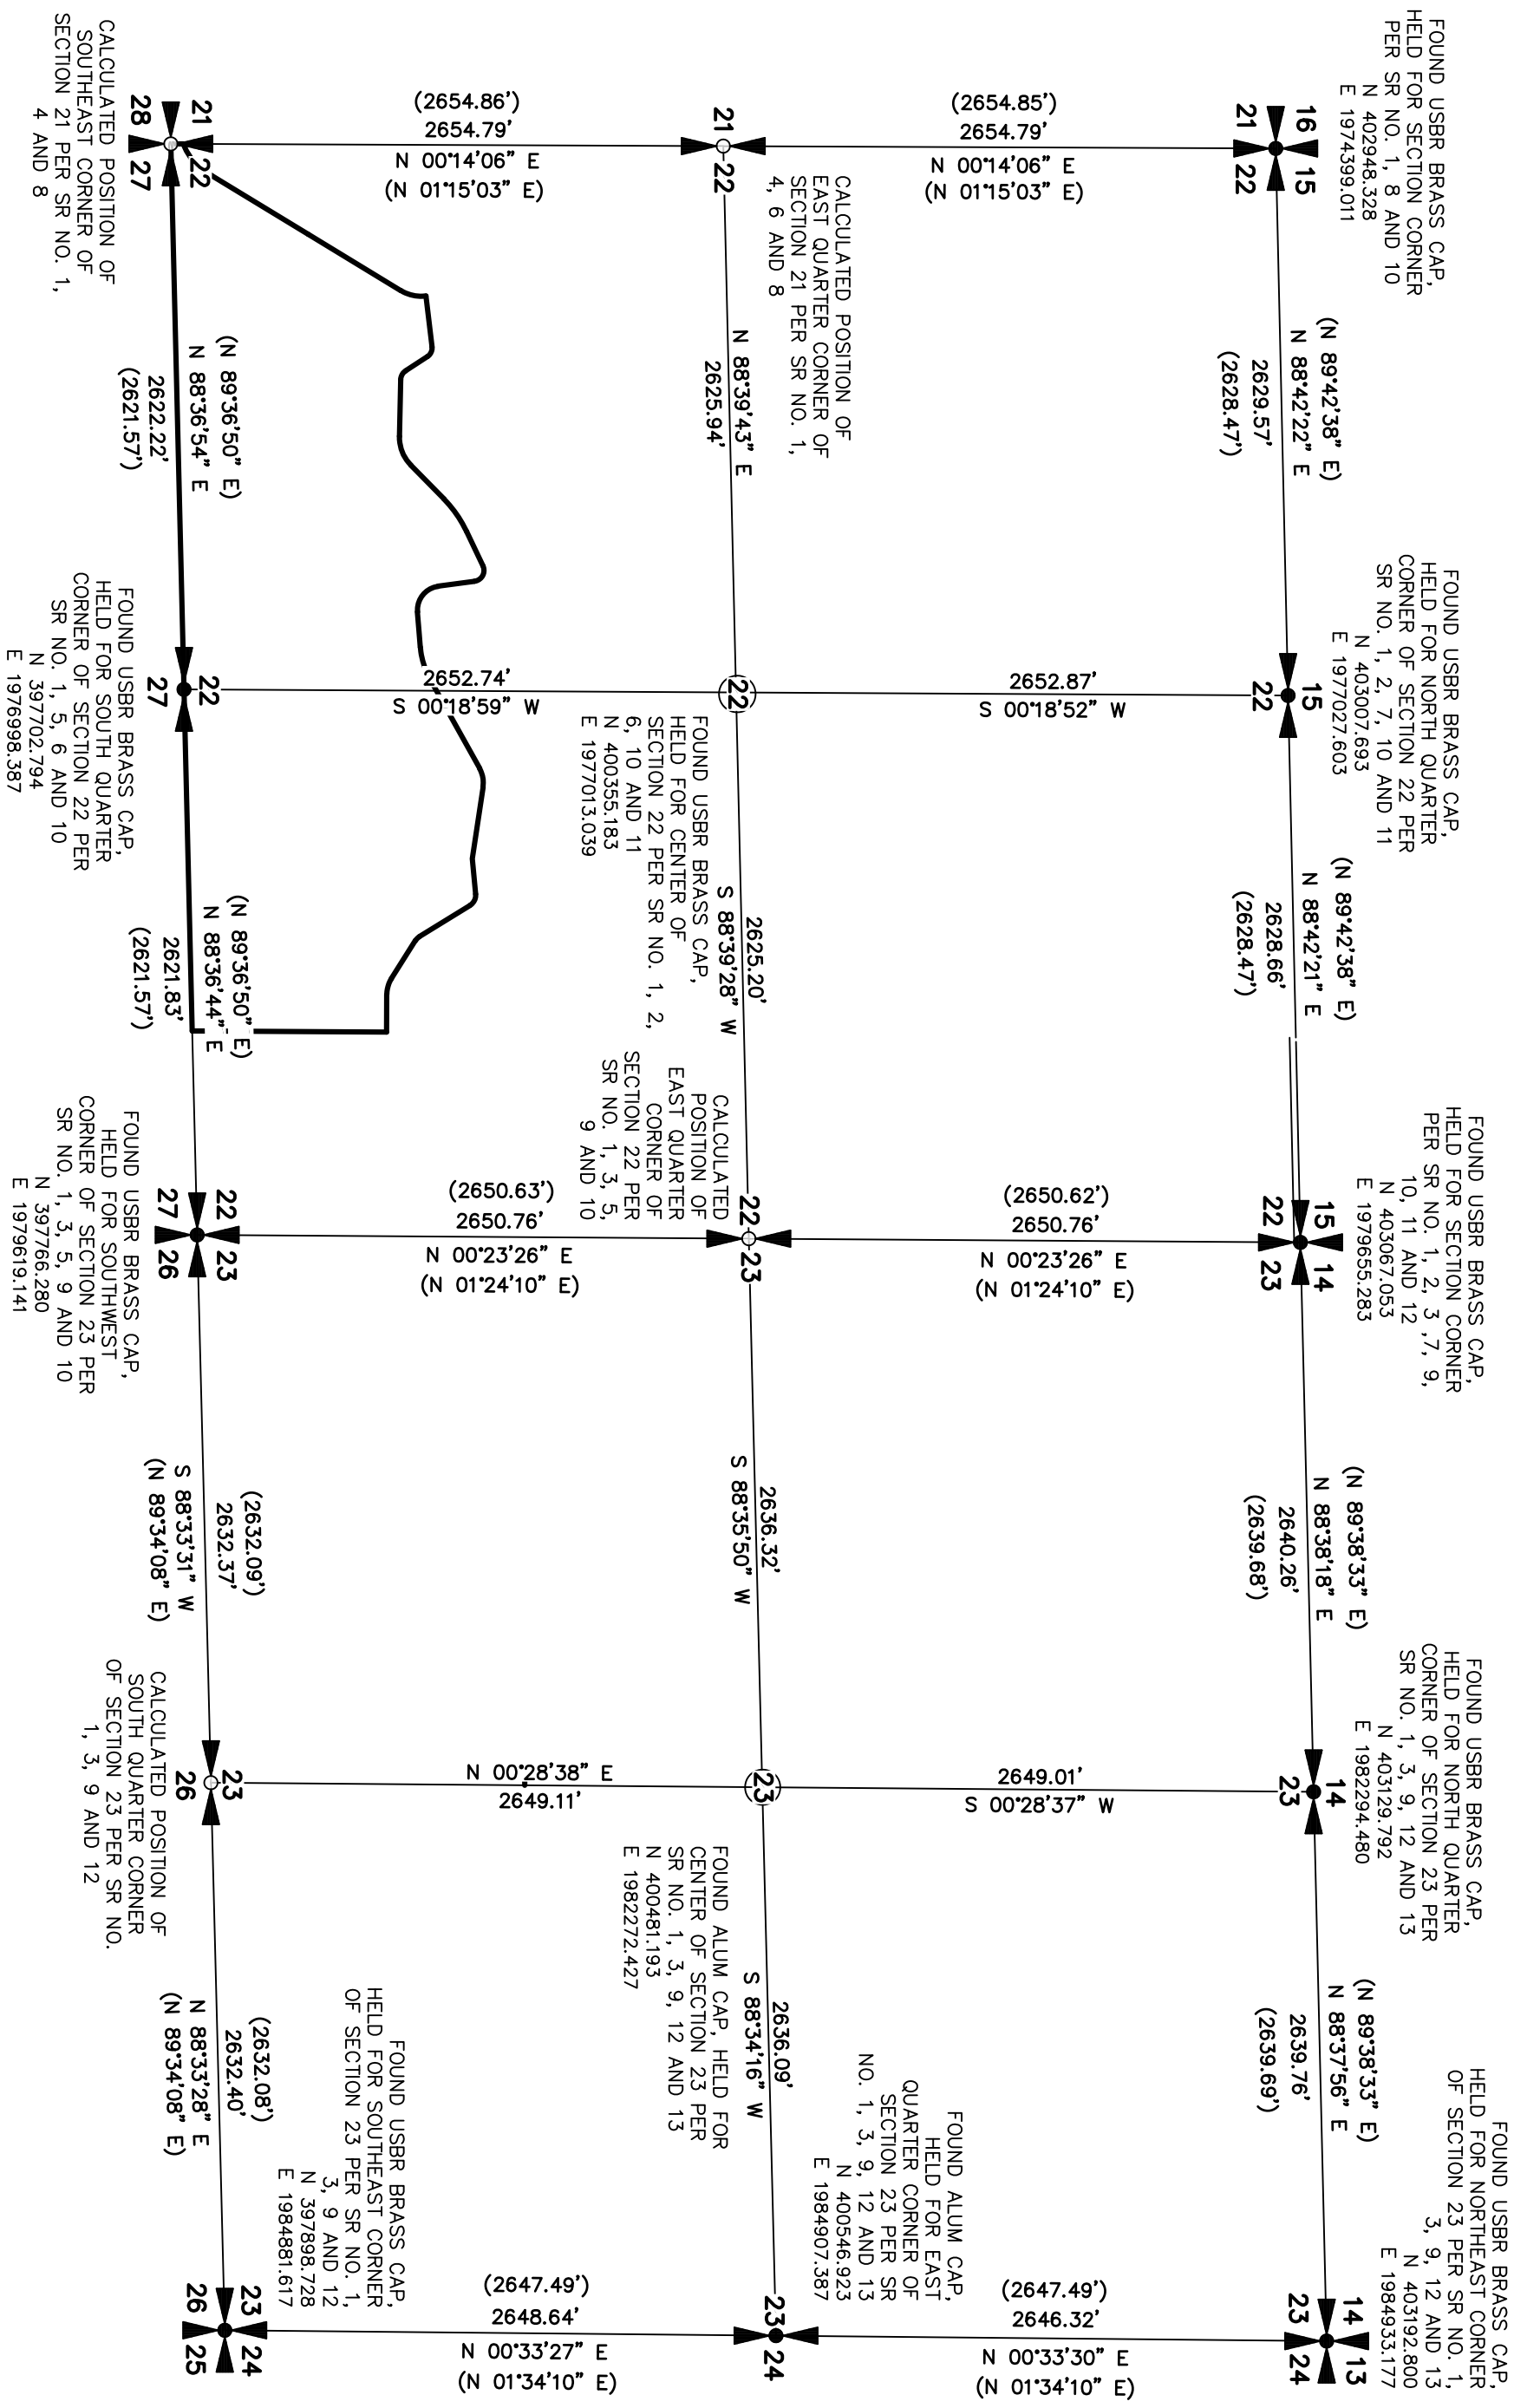 FOUND USBR BRASS CAP,
HELD FOR SECTION CORNER
PER SR NO. 1, 8 AND 10
N 402948.328
E 1974399.011
16
15
21
22
(N 89°42'38" E)
N 88°42'22" E
2629.57'
(2628.47')
FOUND USBR BRASS CAP,
HELD FOR NORTH QUARTER
CORNER OF SECTION 22 PER
SR NO. 1, 2, 7, 10 AND 11
N 403007.693
E 1977027.603
15
22
(N 89°42'38" E)
N 88°42'21" E
2628.66'
(2628.47')
FOUND USBR BRASS CAP,
HELD FOR SECTION CORNER
PER SR NO. 1, 2, 3 ,7, 9,
10, 11 AND 12
N 403067.053
E 1979655.283
15
14
22
23
(N 89°38'33" E)
N 88°38'18" E
2640.26'
(2639.68')
FOUND USBR BRASS CAP,
HELD FOR NORTH QUARTER
CORNER OF SECTION 23 PER
SR NO. 1, 3, 9, 12 AND 13
N 403129.792
E 1982294.480
14
23
(N 89°38'33" E)
N 88°37'56" E
2639.76'
(2639.69')
FOUND USBR BRASS CAP,
HELD FOR NORTHEAST CORNER
OF SECTION 23 PER SR NO. 1,
3, 9, 12 AND 13
N 403192.800
E 1984933.177
14
13
23
24
(2654.85')
2654.79'
N 00°14'06" E
(N 01°15'03" E)
2652.87'
S 00°18'52" W
(2650.62')
2650.76'
N 00°23'26" E
(N 01°24'10" E)
2649.01'
S 00°28'37" W
(2647.49')
2646.32'
N 00°33'30" E
(N 01°34'10" E)
CALCULATED POSITION OF
EAST QUARTER CORNER OF
SECTION 21 PER SR NO. 1,
4, 6 AND 8
21
22
N 88°39'43" E
2625.94'
22
FOUND USBR BRASS CAP,
HELD FOR CENTER OF
SECTION 22 PER SR NO. 1, 2,
6, 10 AND 11
N 400355.183
E 1977013.039
2625.20'
S 88°39'28" W
CALCULATED
POSITION OF
EAST QUARTER
CORNER OF
SECTION 22 PER
SR NO. 1, 3, 5,
9 AND 10
22
23
2636.32'
S 88°35'50" W
23
FOUND ALUM CAP, HELD FOR
CENTER OF SECTION 23 PER
SR NO. 1, 3, 9, 12 AND 13
N 400481.193
E 1982272.427
2636.09'
S 88°34'16" W
FOUND ALUM CAP,
HELD FOR EAST
QUARTER CORNER OF
SECTION 23 PER SR
NO. 1, 3, 9, 12 AND 13
N 400546.923
E 1984907.387
23
24
(2654.86')
2654.79'
N 00°14'06" E
(N 01°15'03" E)
2652.74'
S 00°18'59" W
(2650.63')
2650.76'
N 00°23'26" E
(N 01°24'10" E)
N 00°28'38" E
2649.11'
(2647.49')
2648.64'
N 00°33'27" E
(N 01°34'10" E)
21
22
28
27
CALCULATED POSITION OF
SOUTHEAST CORNER OF
SECTION 21 PER SR NO. 1,
4 AND 8
(N 89°36'50" E)
N 88°36'54" E
2622.22'
(2621.57')
22
27
FOUND USBR BRASS CAP,
HELD FOR SOUTH QUARTER
CORNER OF SECTION 22 PER
SR NO. 1, 5, 6 AND 10
N 397702.794
E 1976998.387
(N 89°36'50" E)
N 88°36'44" E
2621.83'
(2621.57')
22
23
27
26
FOUND USBR BRASS CAP,
HELD FOR SOUTHWEST
CORNER OF SECTION 23 PER
SR NO. 1, 3, 5, 9 AND 10
N 397766.280
E 1979619.141
(2632.09')
2632.37'
S 88°33'31" W
(N 89°34'08" E)
23
26
CALCULATED POSITION OF
SOUTH QUARTER CORNER
OF SECTION 23 PER SR NO.
1, 3, 9 AND 12
(2632.08')
2632.40'
N 88°33'28" E
(N 89°34'08" E)
FOUND USBR BRASS CAP,
HELD FOR SOUTHEAST CORNER
OF SECTION 23 PER SR NO. 1,
3, 9 AND 12
N 397898.728
E 1984881.617
23
24
26
25